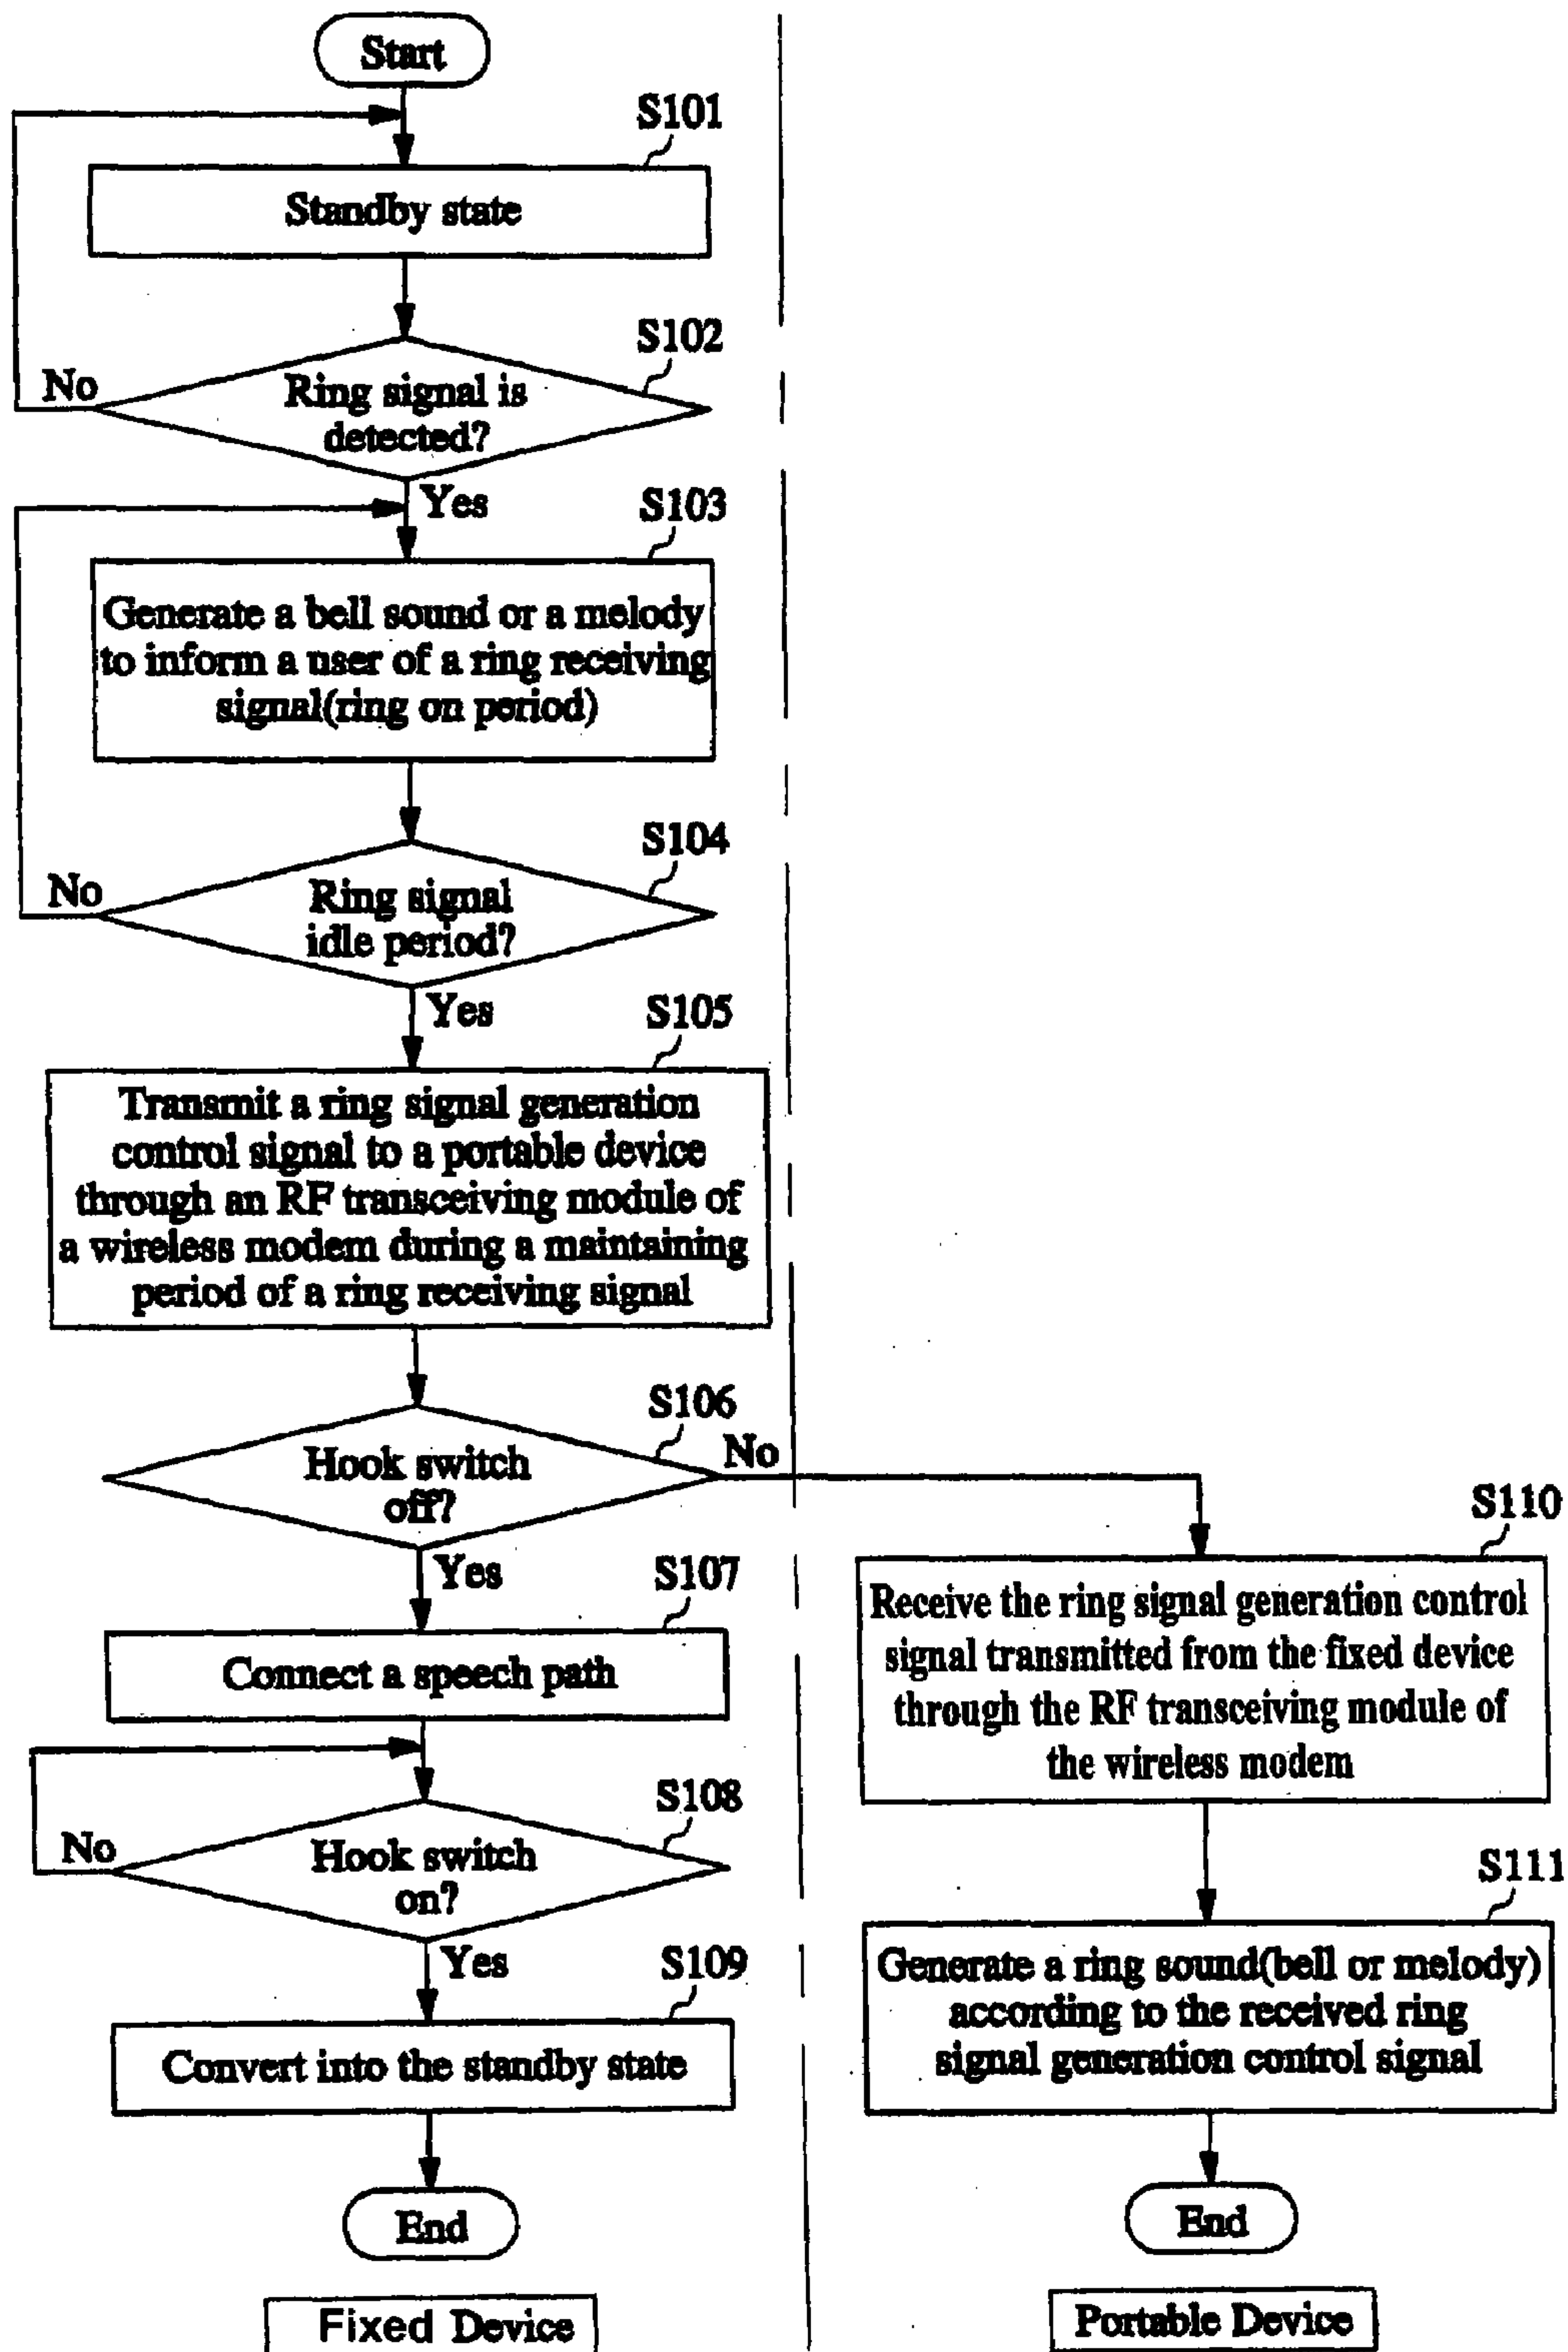 Start
S101
Standby state
S102
No
Ring signal is
detected?
Yes
S103
Generate a bell sound or a melody
to inform a user of a ring receiving
signal(ring on period)
S104
No
Ring signal
idle period?
Yes
S105
Transmit a ring signal generation
control signal to a portable device
through an RF transceiving module of
a wireless modem during a maintaining
period of a ring receiving signal
S106
No
Hook switch
off?
Yes
S107
Connect a speech path
S108
No
Hook switch
on?
Yes
S109
Convert into the standby state
End
Fixed Device
S110
Receive the ring signal generation control
signal transmitted from the fixed device
through the RF transceiving module of
the wireless modem
S111
Generate a ring sound(bell or melody)
according to the received ring
signal generation control signal
End
Portable Device